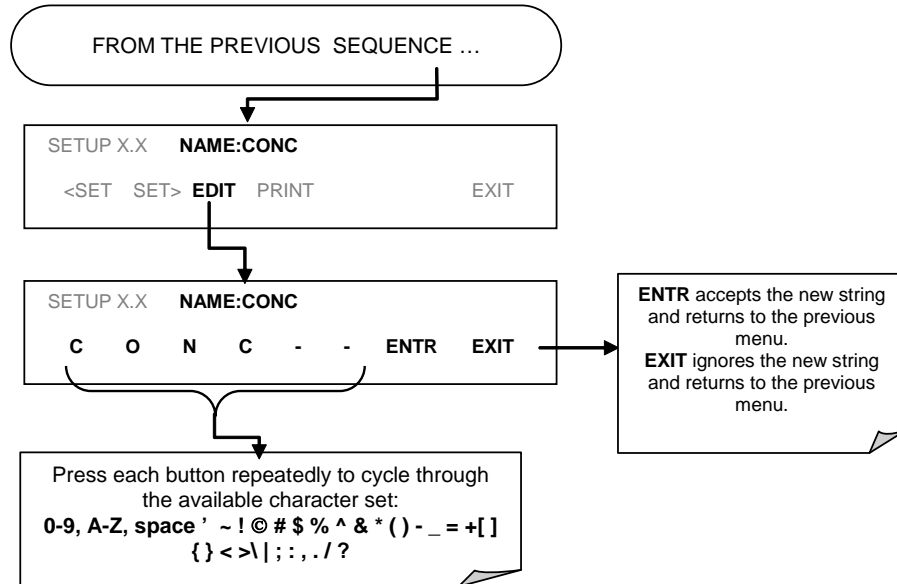 FROM THE PREVIOUS SEQUENCE …
SETUP X.X NAME:CONC
<SET SET> EDIT PRINT EXIT
SETUP X.X NAME:CONC
C O N C - - ENTR EXIT
ENTR accepts the new string
and returns to the previous
menu.
EXIT ignores the new string
and returns to the previous
menu.
Press each button repeatedly to cycle through
the available character set:
0-9, A-Z, space ’ ~ ! © # $ % ^ & * ( ) - _ = +[ ]
{ } < >\ | ; : , . / ?